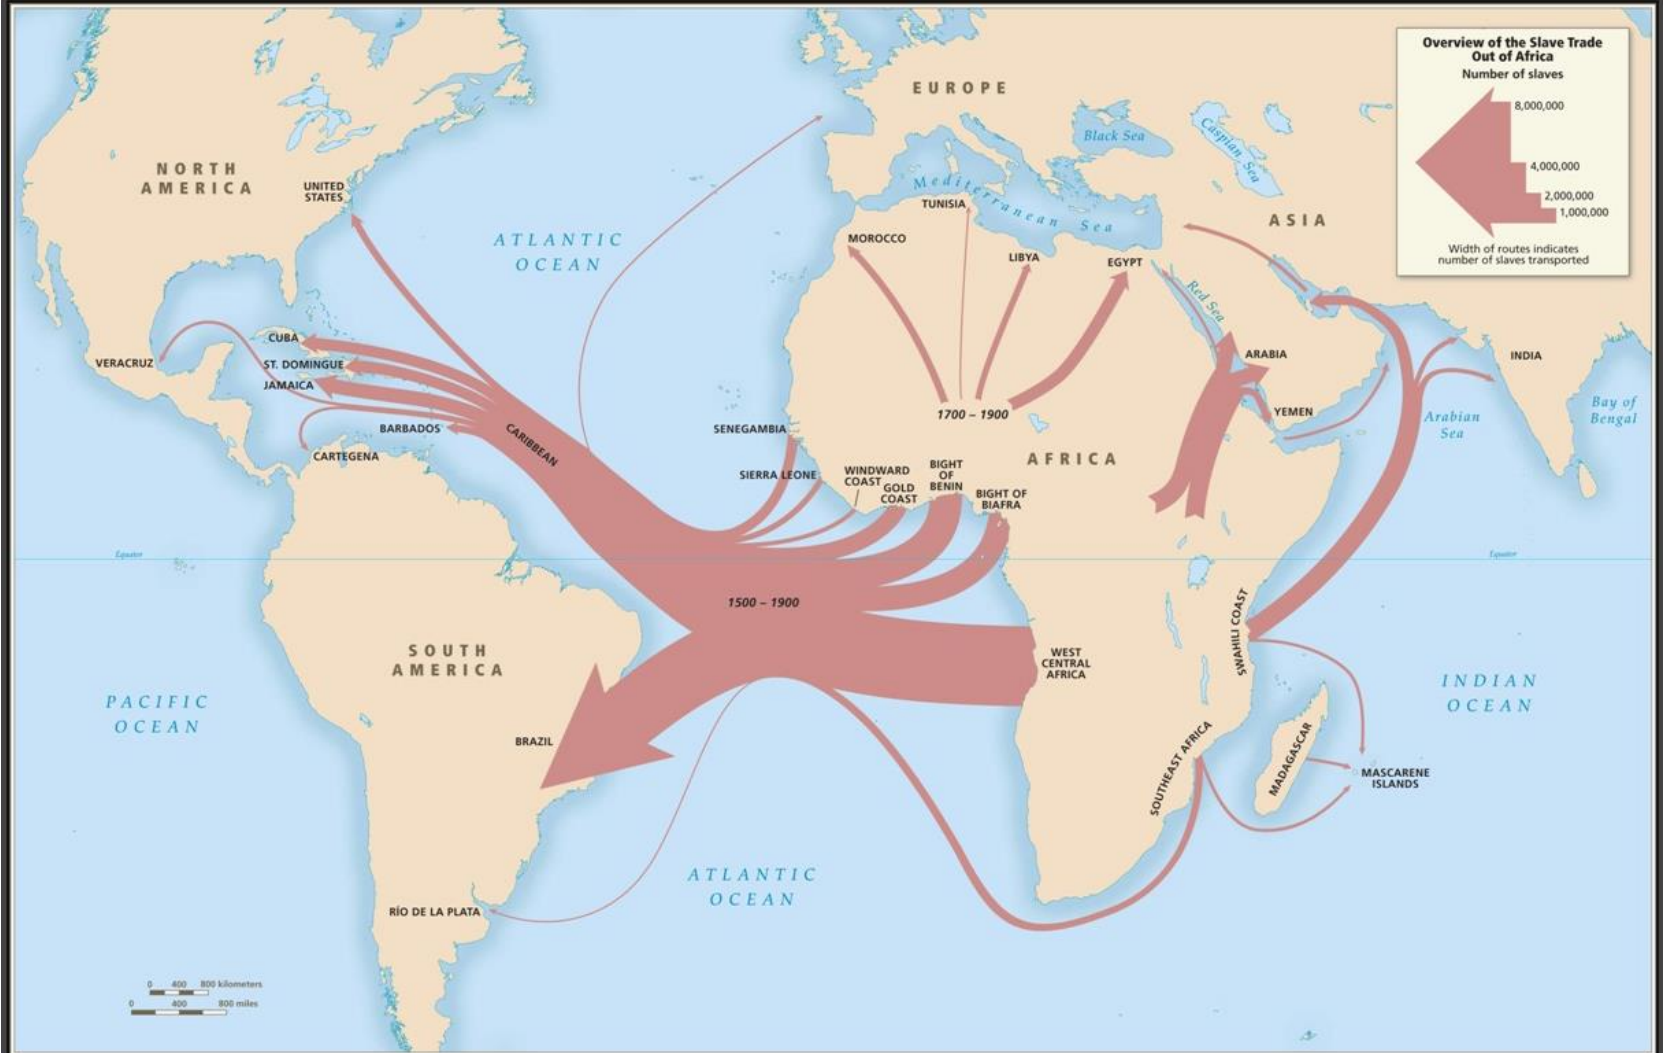 Overview of the Slave Trade
Out of Africa
Number of slaves
8,000,000
4,000,000
2,000,000
1,000,000
Width of routes indicates
number of slaves transported
EUROPE
Black Sea
Caspian Sea
NORTH
AMERICA
UNITED
STATES
Mediterranean Sea
TUNISIA
ASIA
ATLANTIC
OCEAN
MOROCCO
LIBYA
EGYPT
Red Sea
CUBA
VERACRUZ
ST. DOMINGUE
JAMAICA
ARABIA
INDIA
BARBADOS
CARIBBEAN
SENEGAMBIA
1700 – 1900
YEMEN
Arabian
Sea
Bay of
Bengal
CARTEGENA
AFRICA
SIERRA LEONE
WINDWARD
COAST
GOLD
COAST
BIGHT
OF
BENIN
BIGHT OF
BIAFRA
Equator
Equator
1500 – 1900
SWAHILI COAST
SOUTH
AMERICA
WEST
CENTRAL
AFRICA
PACIFIC
OCEAN
INDIAN
OCEAN
BRAZIL
SOUTHEAST AFRICA
MADAGASCAR
MASCARENE
ISLANDS
ATLANTIC
OCEAN
RÍO DE LA PLATA
0 400 800 kilometers
0 400 800 miles